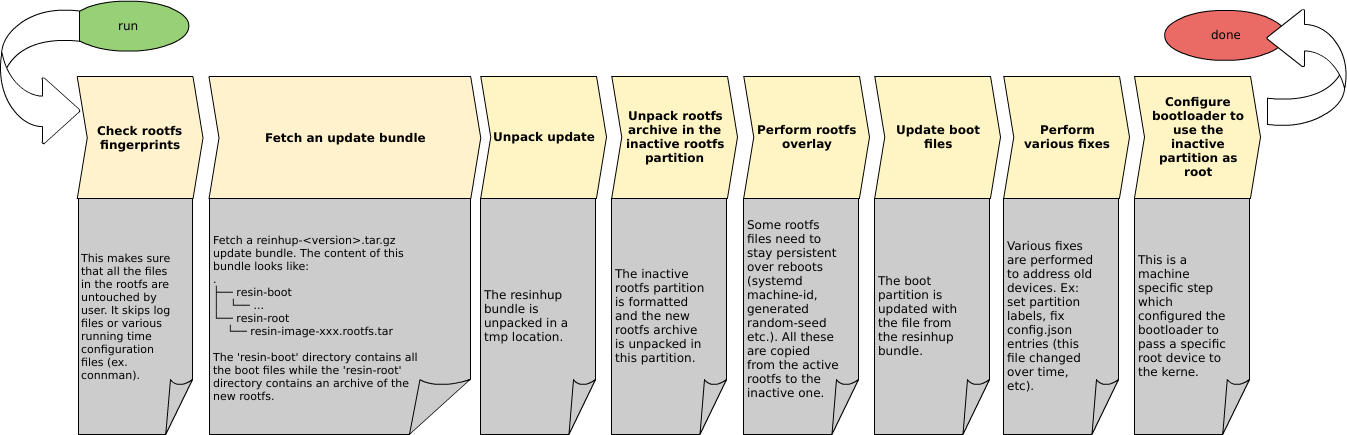 run
done
Check rootfs
fingerprints
Fetch an update bundle
Unpack update
Unpack rootfs
archive in the
inactive rootfs
partition
Perform rootfs
overlay
Update boot
files
Perform
various fixes
Configure
bootloader to
use the
inactive
partition as
root
This makes sure
that all the files
in the rootfs are
untouched by
user. It skips log
files or various
running time
configuration
files (ex.
connman).
Fetch a reinhup-<version>.tar.gz
update bundle. The content of this
bundle looks like:
.
├── resin-boot
│   └── ...
└── resin-root
    └── resin-image-xxx.rootfs.tar
The 'resin-boot' directory contains all
the boot files while the 'resin-root'
directory contains an archive of the
new rootfs.
The resinhup
bundle is
unpacked in a
tmp location.
The inactive
rootfs partition
is formatted
and the new
rootfs archive
is unpacked in
this partition.
Some rootfs
files need to
stay persistent
over reboots
(systemd
machine-id,
generated
random-seed
etc.). All these
are copied
from the active
rootfs to the
inactive one.
The boot
partition is
updated with
the file from
the resinhup
bundle.
Various fixes
are performed
to address old
devices. Ex:
set partition
labels, fix
config.json
entries (this
file changed
over time,
etc).
This is a
machine
specific step
which
configured the
bootloader to
pass a specific
root device to
the kerne.